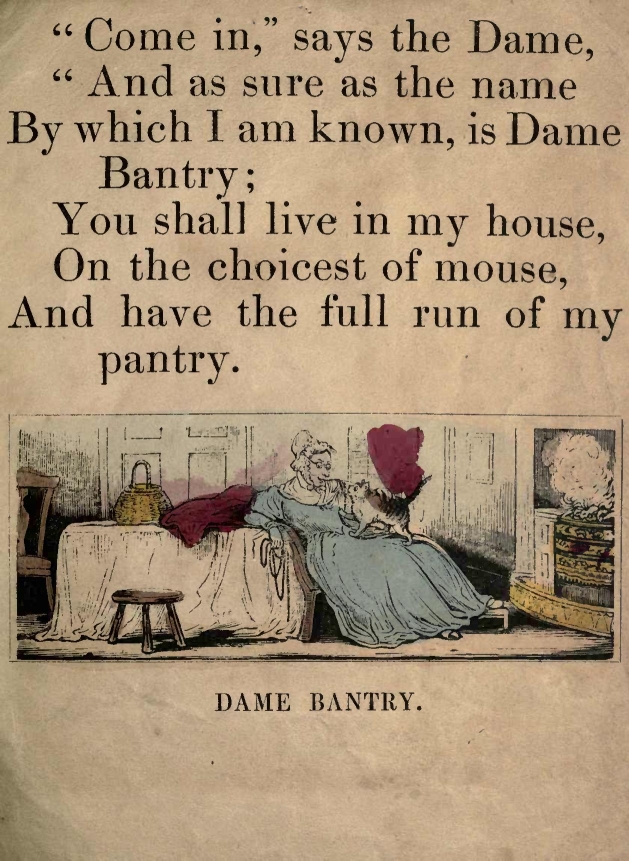 “ Come in,” says the Dame,
“ And as sure as the name
By which I am known, is Dame
Bantry;
You shall live in my house,
On the choicest of mouse,
And have the full run of my
pantry.
DAME BANTRY.